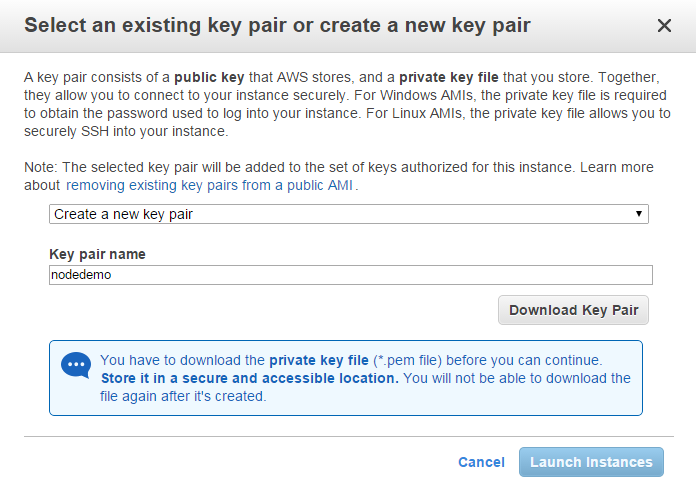 Select an existing key pair or create a new key pair
A key pair consists of a public key that AWS stores, and a private key file that you store. Together,
they allow you to connect to your instance securely. For Windows AMIs, the private key file is required
to obtain the password used to log into your instance. For Linux AMIs, the private key file allows you to
securely SSH into your instance.
Note: The selected key pair will be added to the set of keys authorized for this instance. Learn more
about removing existing key pairs from a public AMI.
Create a new key pair
Key pair name
nodedemo
Download Key Pair
You have to download the private key file (*.pem file) before you can continue.
Store it in a secure and accessible location. You will not be able to download the
file again after it's created.
Cancel
Launch Instances